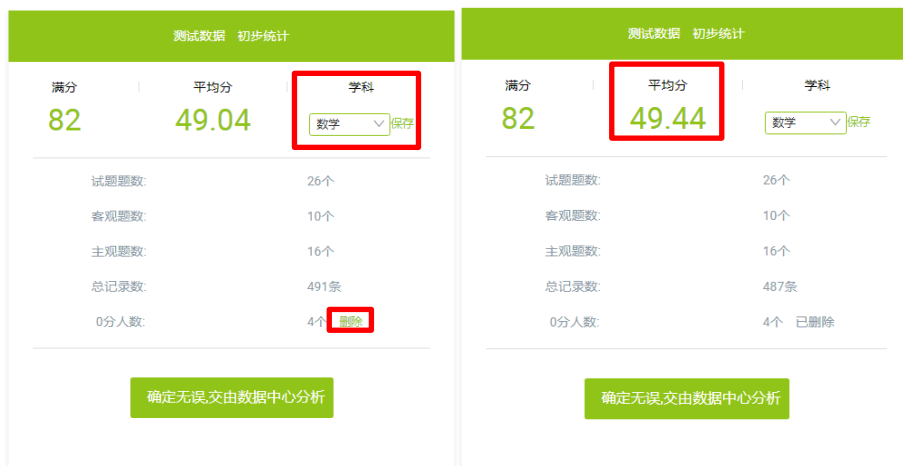 测试数据 初步统计
满分 平均分 学科
82 49.04 数学 保存
试题题数: 26个
客观题数: 10个
主观题数: 16个
总记录数: 491条
0分人数: 4个 删除
确定无误,交由数据中心分析
测试数据 初步统计
满分 平均分 学科
82 49.44 数学 保存
试题题数: 26个
客观题数: 10个
主观题数: 16个
总记录数: 487条
0分人数: 4个 已删除
确定无误,交由数据中心分析